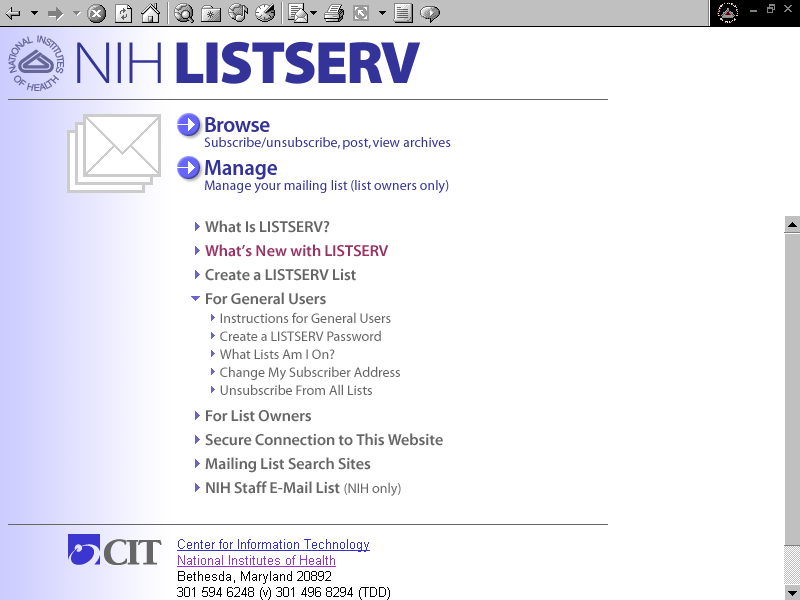 NATIONAL INSTITUTES
OF HEALTH
NIH LISTSERV
Browse
Subscribe/unsubscribe, post, view archives
Manage
Manage your mailing list (list owners only)
What Is LISTSERV?
What's New with LISTSERV
Create a LISTSERV List
For General Users
Instructions for General Users
Create a LISTSERV Password
What Lists Am I On?
Change My Subscriber Address
Unsubscribe From All Lists
For List Owners
Secure Connection to This Website
Mailing List Search Sites
NIH Staff E-Mail List (NIH only)
CIT
Center for Information Technology
National Institutes of Health
Bethesda, Maryland 20892
301 594 6248 (v) 301 496 8294 (TDD)